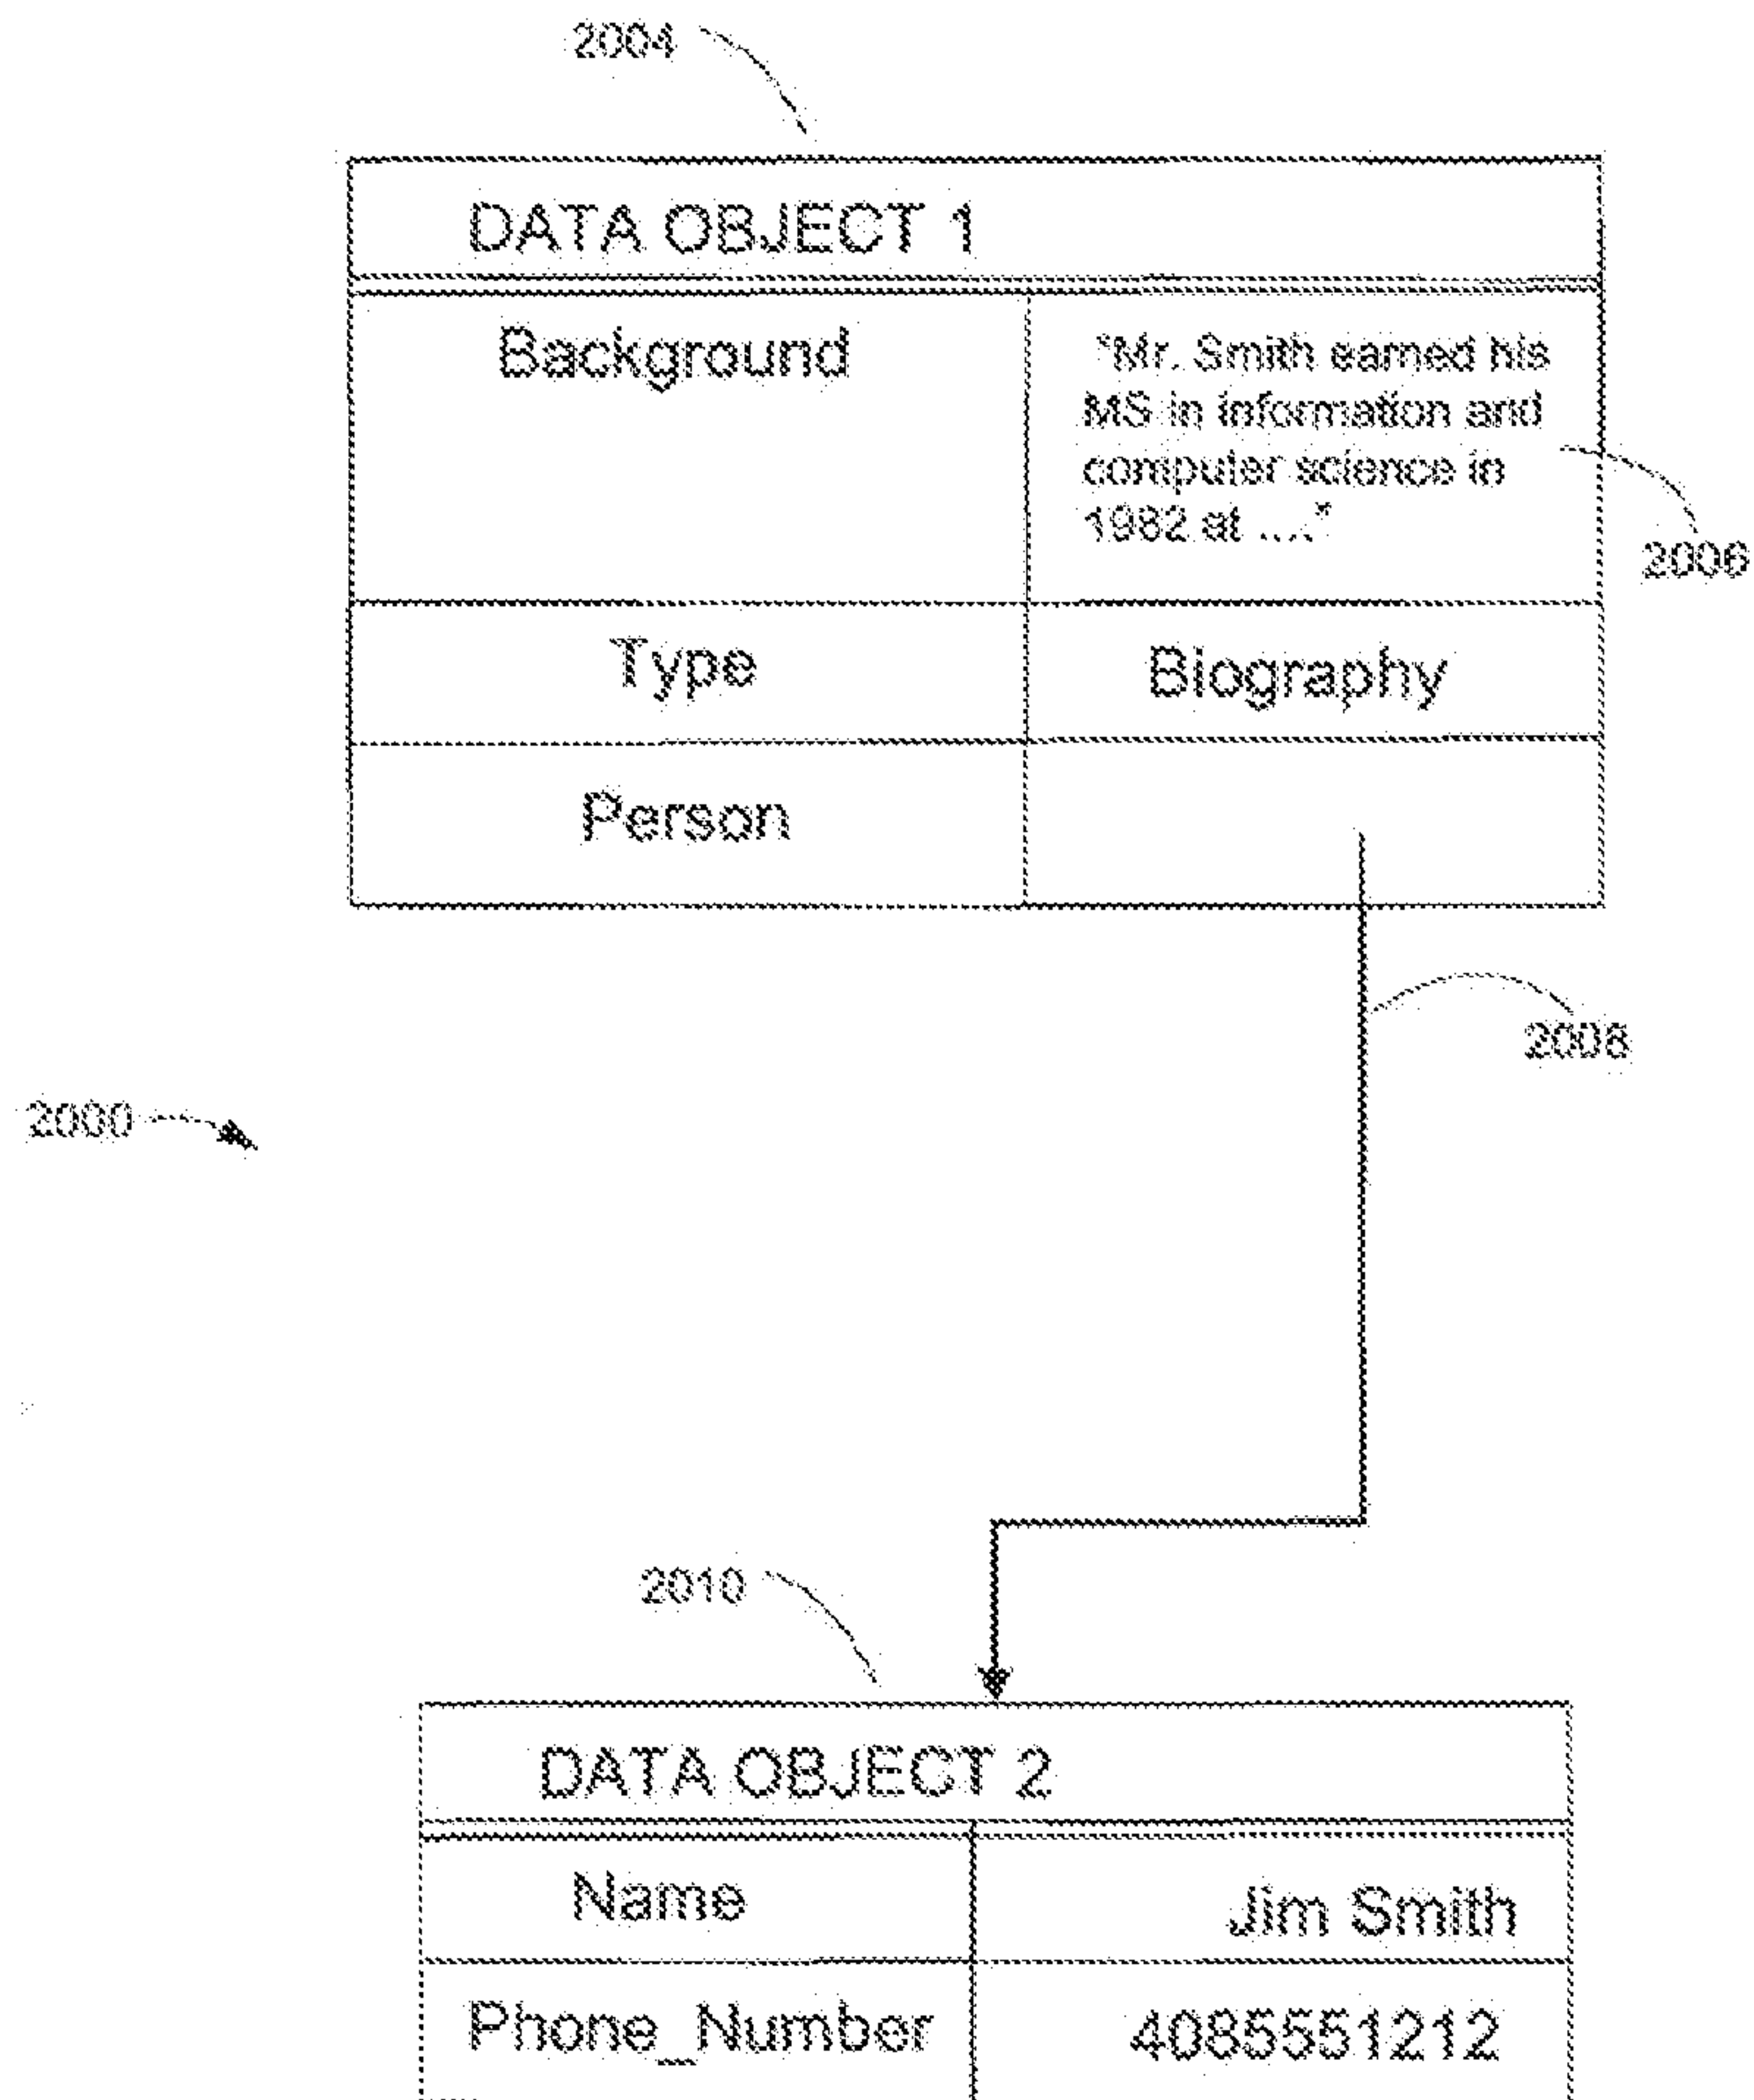 2004
DATA OBJECT 1
Background
"Mr. Smith earned his
MS in information and
computer science in
1982 at ...."
2006
Type
Biography
Person
2008
2000
2010
DATA OBJECT 2
Name
Jim Smith
Phone_Number
4085551212